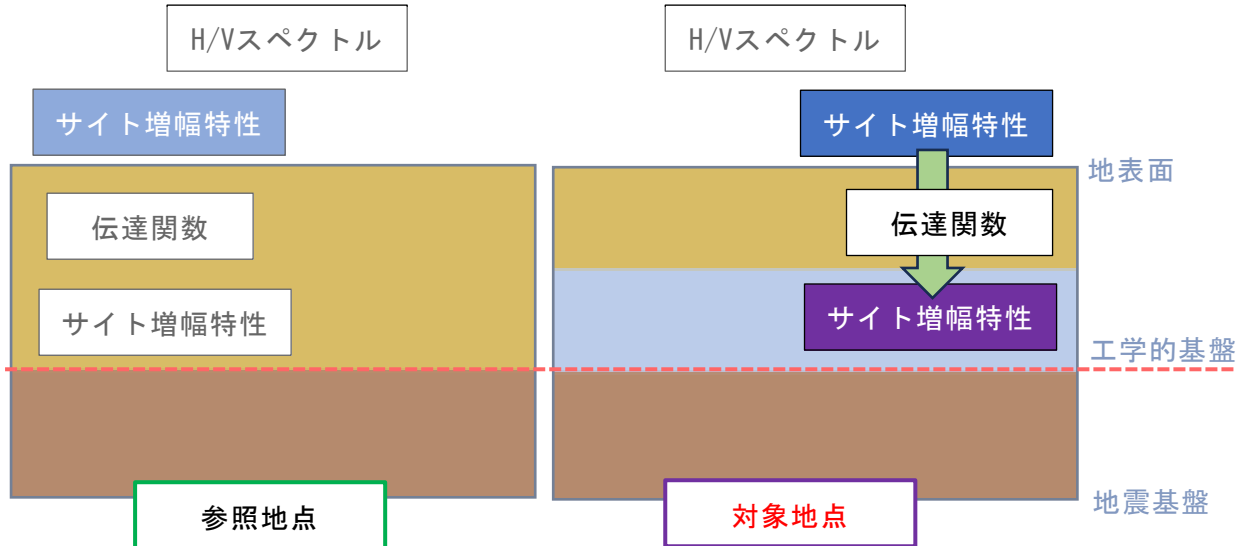 H/Vスペクトル
H/Vスペクトル
サイト増幅特性
サイト増幅特性
地表面
伝達関数
伝達関数
サイト増幅特性
サイト増幅特性
工学的基盤
地震基盤
参照地点
対象地点